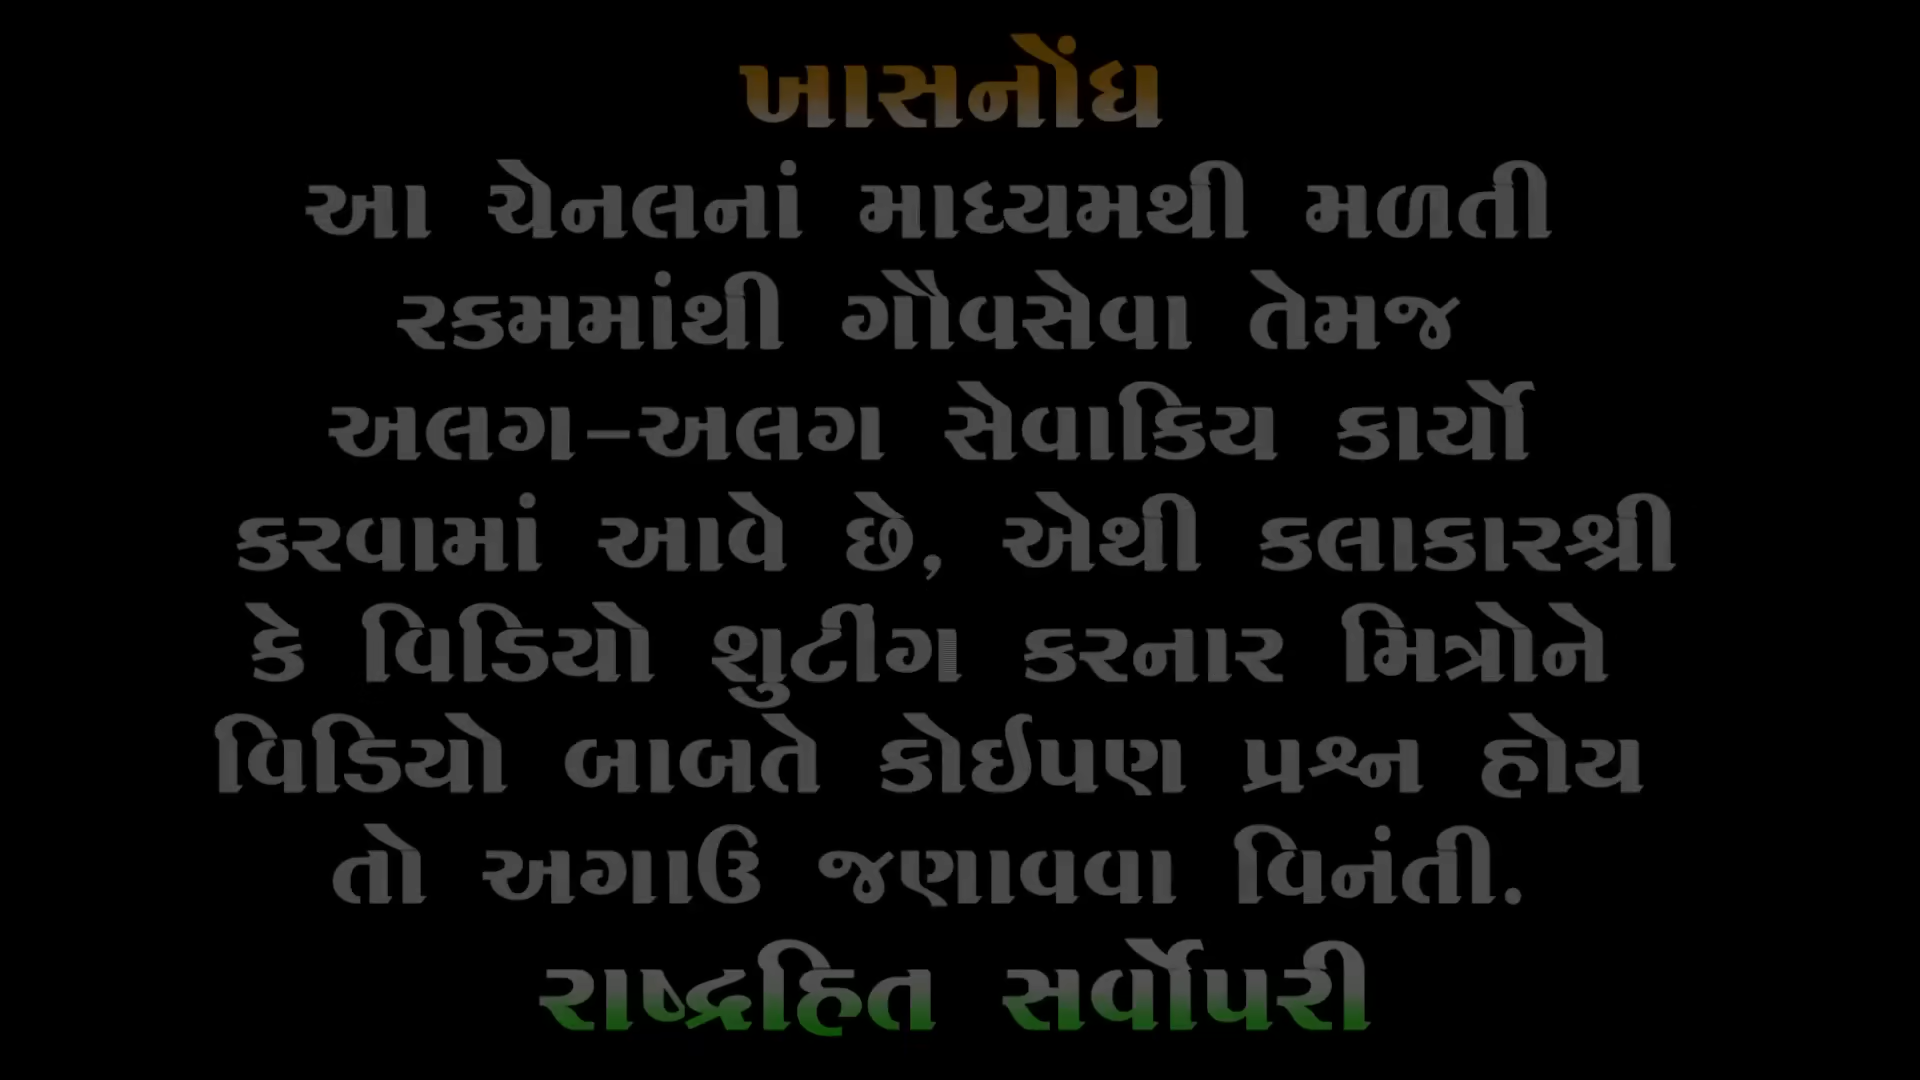 ખાસનોંધ
આ ચેનલનાં માધ્યમથી મળતી
રકમમાંથી ગૌવસેવા તેમજ
અલગ-અલગ સેવાકિય કાર્યો
કરવામાં આવે છે, એથી કલાકારશ્રી
કે વિડિયો શુટીંગ કરનાર મિત્રોને
વિડિયો બાબતે કોઈપણ પ્રશ્ન હોય
તો અગાઉ જણાવવા વિનંતી.
રાષ્ટ્રહિત સર્વોપરી